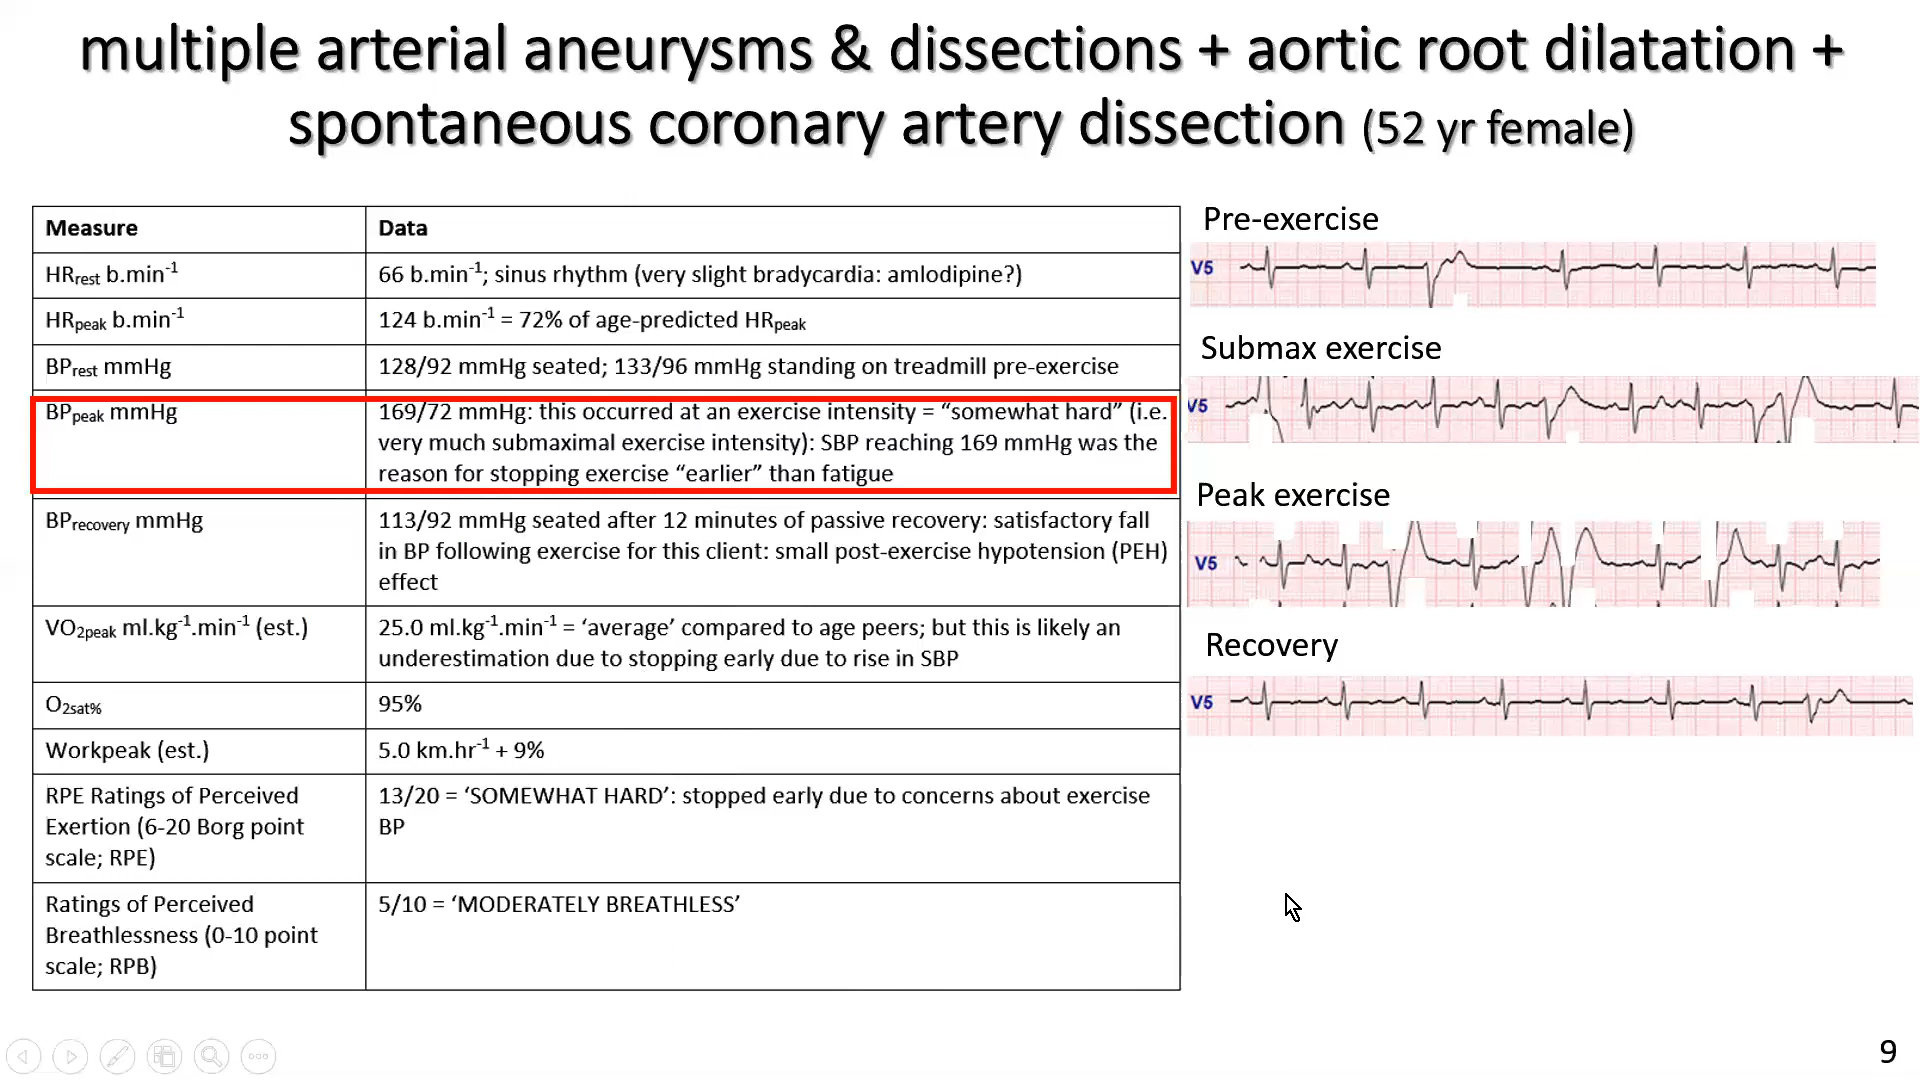 multiple arterial aneurysms & dissections + aortic root dilatation +
spontaneous coronary artery dissection (52 yr female)
Measure Data
HRrest b.min-1 66 b.min-1; sinus rhythm (very slight bradycardia: amlodipine?)
HRpeak b.min-1 124 b.min-1 = 72% of age-predicted HRpeak
BPrest mmHg 128/92 mmHg seated; 133/96 mmHg standing on treadmill pre-exercise
BPpeak mmHg 169/72 mmHg: this occurred at an exercise intensity = “somewhat hard” (i.e.
very much submaximal exercise intensity): SBP reaching 169 mmHg was the
reason for stopping exercise “earlier” than fatigue
BPrecovery mmHg 113/92 mmHg seated after 12 minutes of passive recovery: satisfactory fall
in BP following exercise for this client: small post-exercise hypotension (PEH)
effect
VO2peak ml.kg-1.min-1 (est.) 25.0 ml.kg-1.min-1 = ‘average’ compared to age peers; but this is likely an
underestimation due to stopping early due to rise in SBP
O2sat% 95%
Workpeak (est.) 5.0 km.hr-1 + 9%
RPE Ratings of Perceived
Exertion (6-20 Borg point
scale; RPE)
13/20 = ‘SOMEWHAT HARD’: stopped early due to concerns about exercise
BP
Ratings of Perceived
Breathlessness (0-10 point
scale; RPB)
5/10 = ‘MODERATELY BREATHLESS’
Pre-exercise
V5
Submax exercise
V5
Peak exercise
V5
Recovery
V5
9